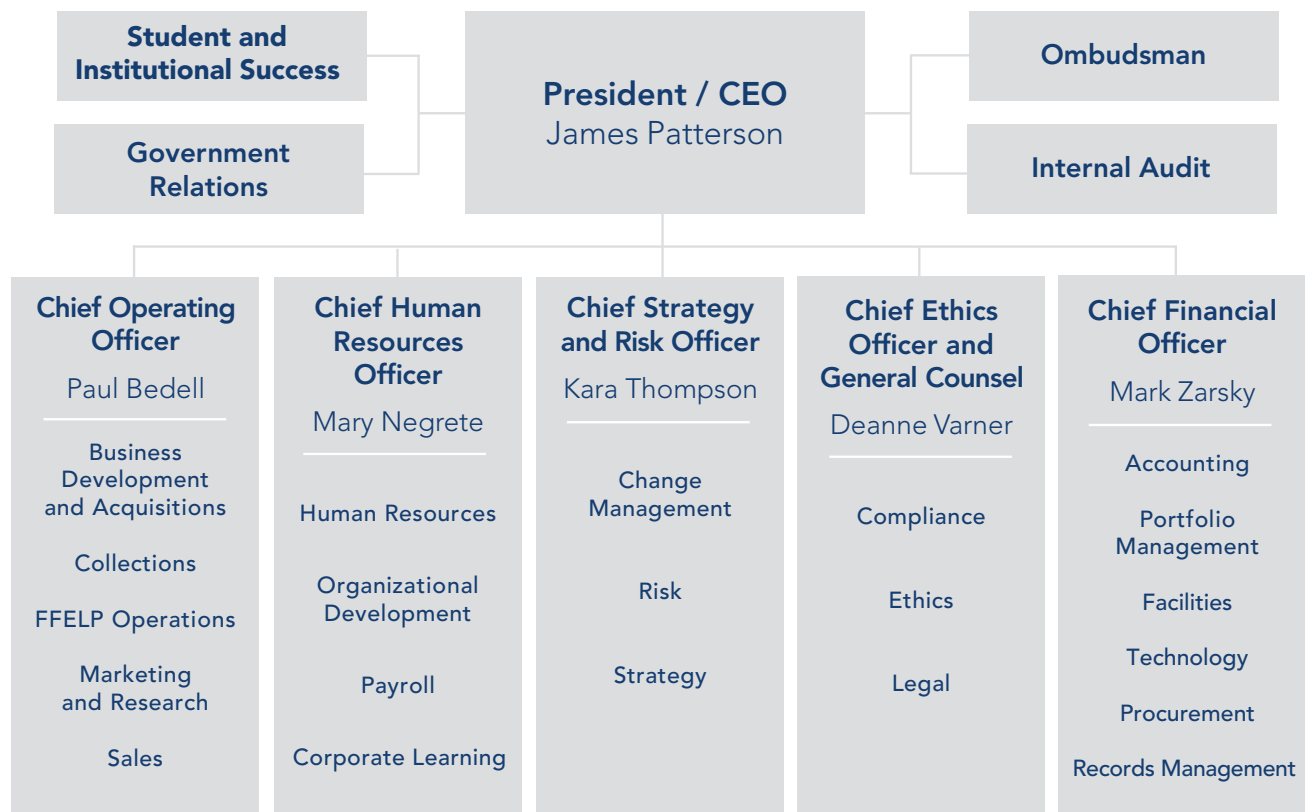 Student and
Institutional Success
Government
Relations
President / CEO
James Patterson
Ombudsman
Internal Audit
Chief Operating
Officer
Paul Bedell
Business
Development
and Acquisitions
Collections
FFELP Operations
Marketing
and Research
Sales
Chief Human
Resources
Officer
Mary Negrete
Human Resources
Organizational
Development
Payroll
Corporate Learning
Chief Strategy
and Risk Officer
Kara Thompson
Change
Management
Risk
Strategy
Chief Ethics
Officer and
General Counsel
Deanne Varner
Compliance
Ethics
Legal
Chief Financial
Officer
Mark Zarsky
Accounting
Portfolio
Management
Facilities
Technology
Procurement
Records Management